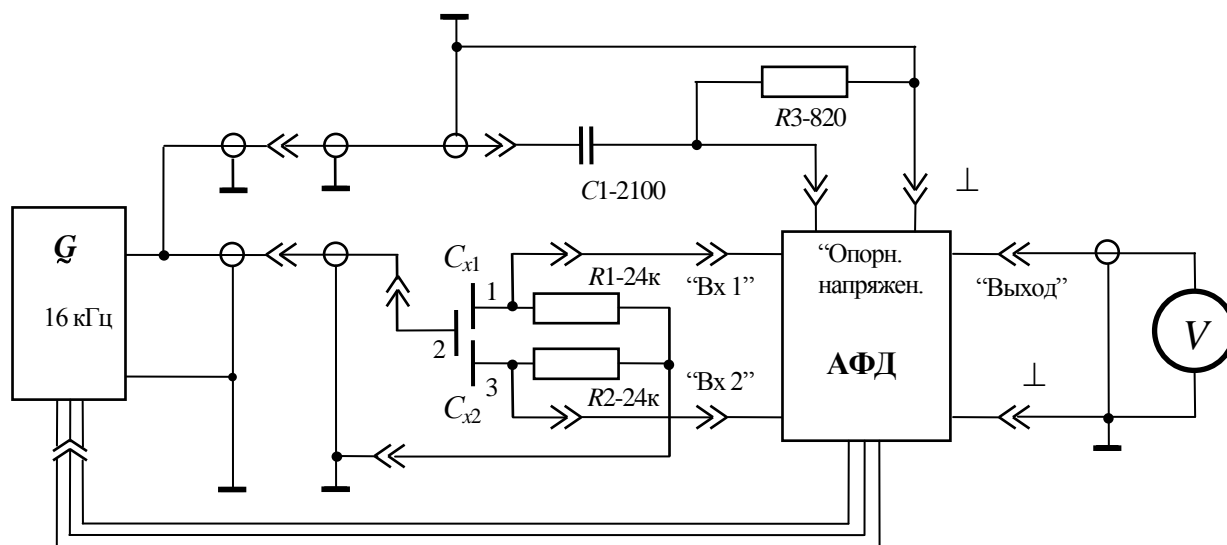 R3-820
C1-2100
⊥
G
16 кГц
Cx1
1
R1-24к
“Вх 1”
“Опорн.
напряжен.
“Выход”
2
V
АФД
3
R2-24к
“Вх 2”
⊥
Cx2